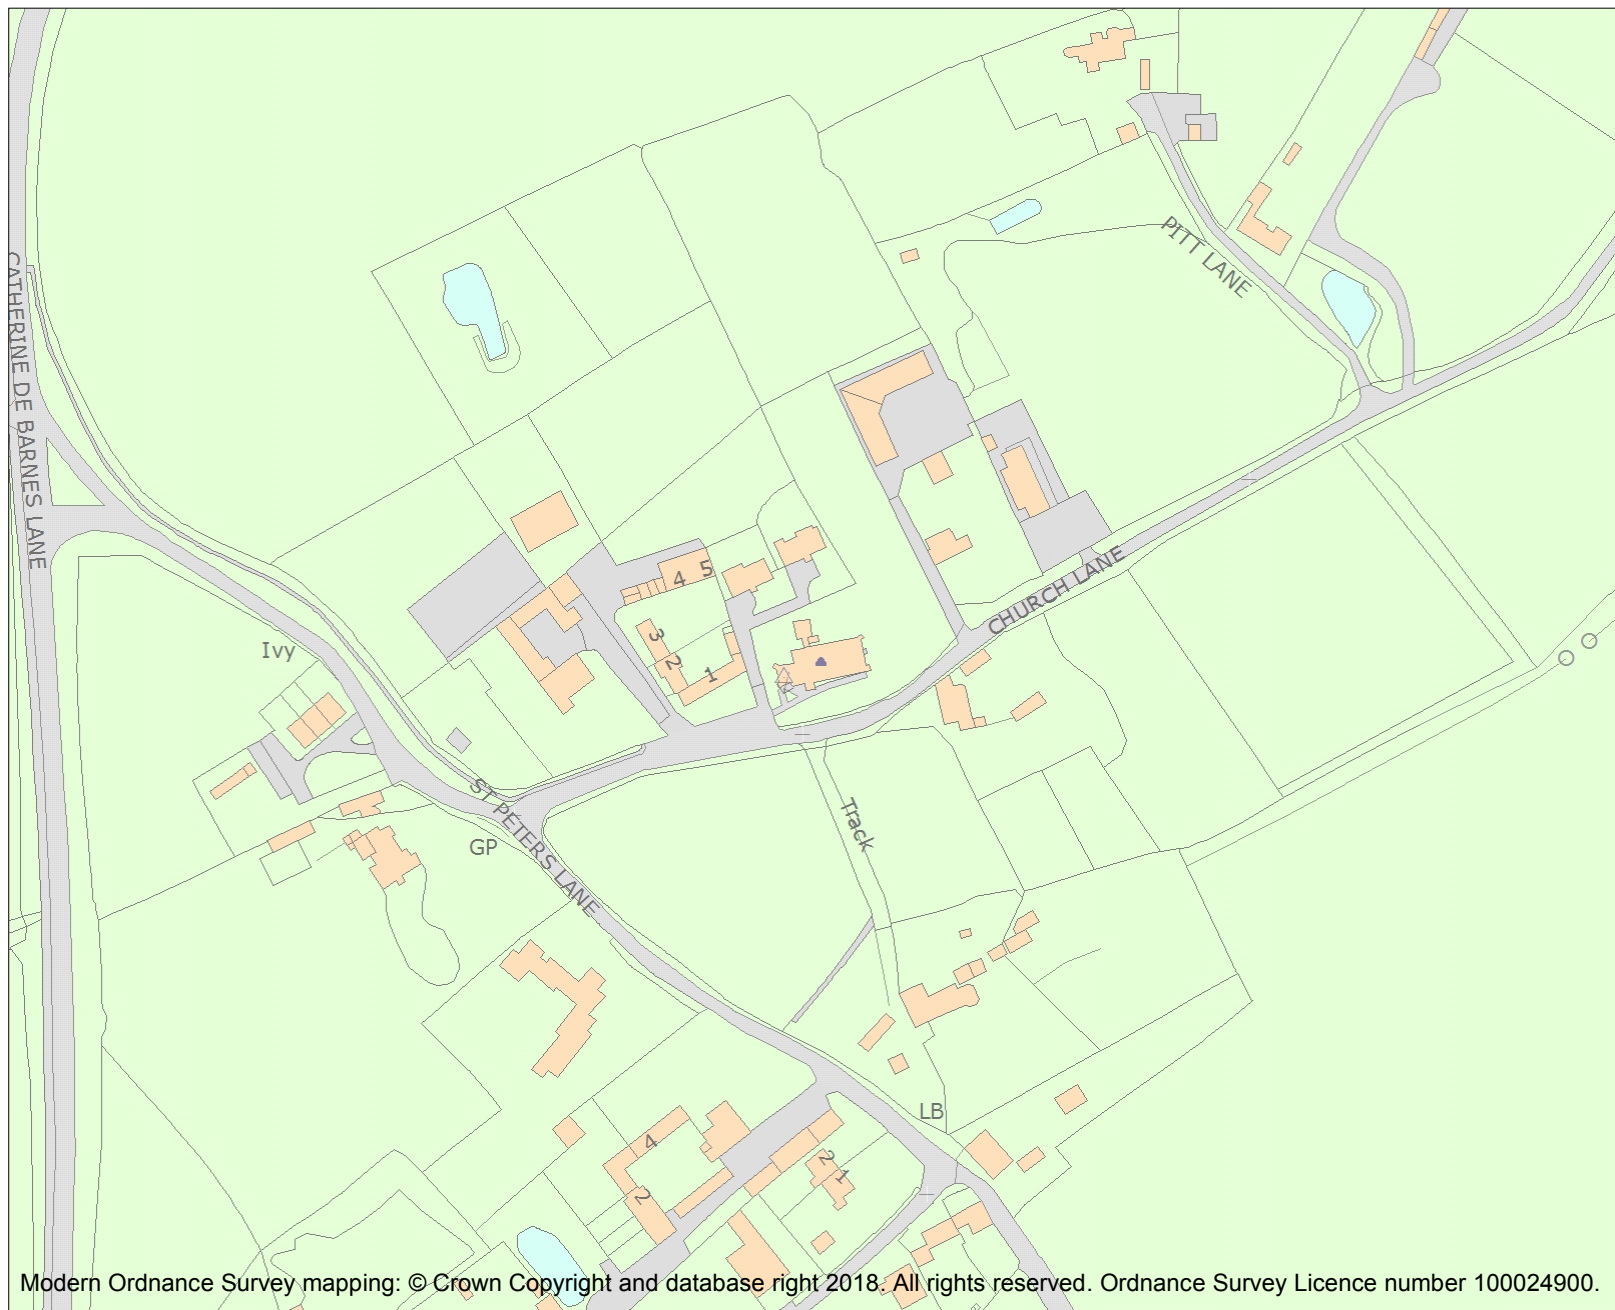 PITT LANE
CATHERINE DE BARNES LANE
CHURCH LANE
5
4
3
2
1
Ivy
ST PETERS LANE
Track
GP
LB
4
2
2
1
Modern Ordnance Survey mapping: © Crown Copyright and database right 2018. All rights reserved. Ordnance Survey Licence number 100024900.